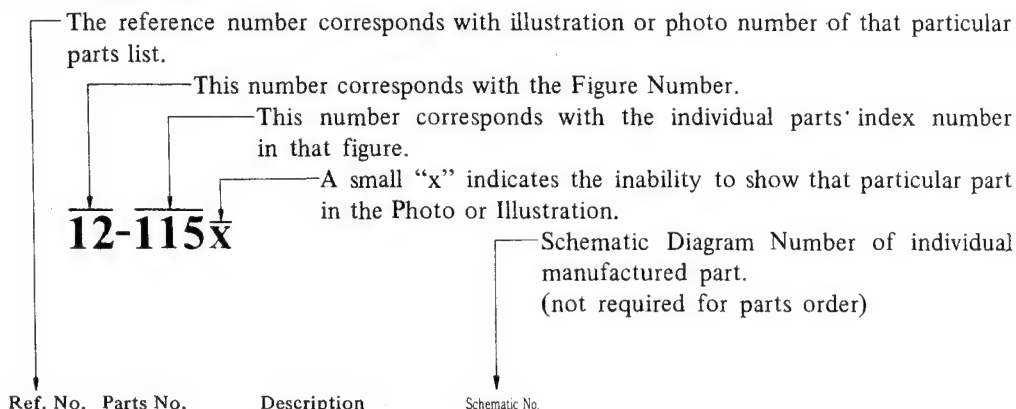 The reference number corresponds with illustration or photo number of that particular
parts list.
This number corresponds with the Figure Number.
This number corresponds with the individual parts' index number
in that figure.
A small “x” indicates the inability to show that particular part
in the Photo or Illustration.
12-115x
Schematic Diagram Number of individual
manufactured part.
(not required for parts order)
Ref. No. Parts No. Description Schematic No.